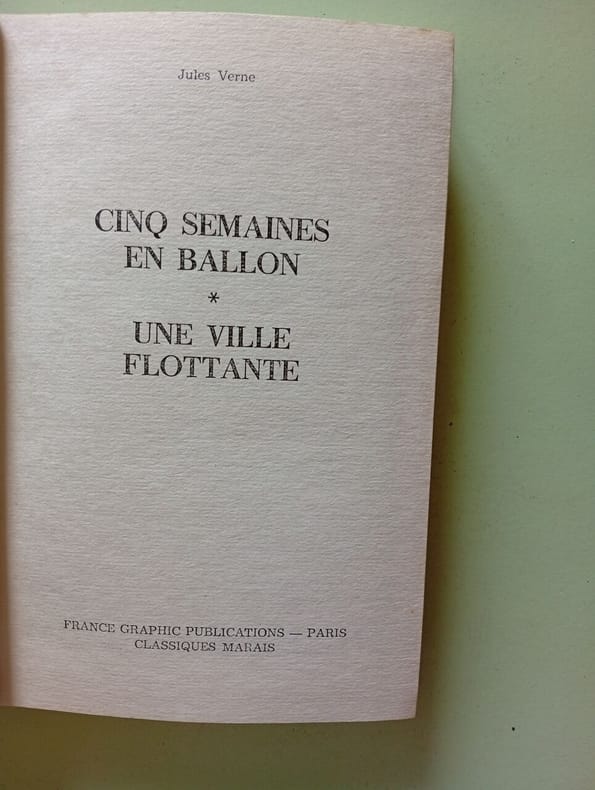 Jules Verne
CINQ SEMAINES
EN BALLON
*
UNE VILLE
FLOTTANTE
FRANCE GRAPHIC PUBLICATIONS — PARIS
CLASSIQUES MARAIS